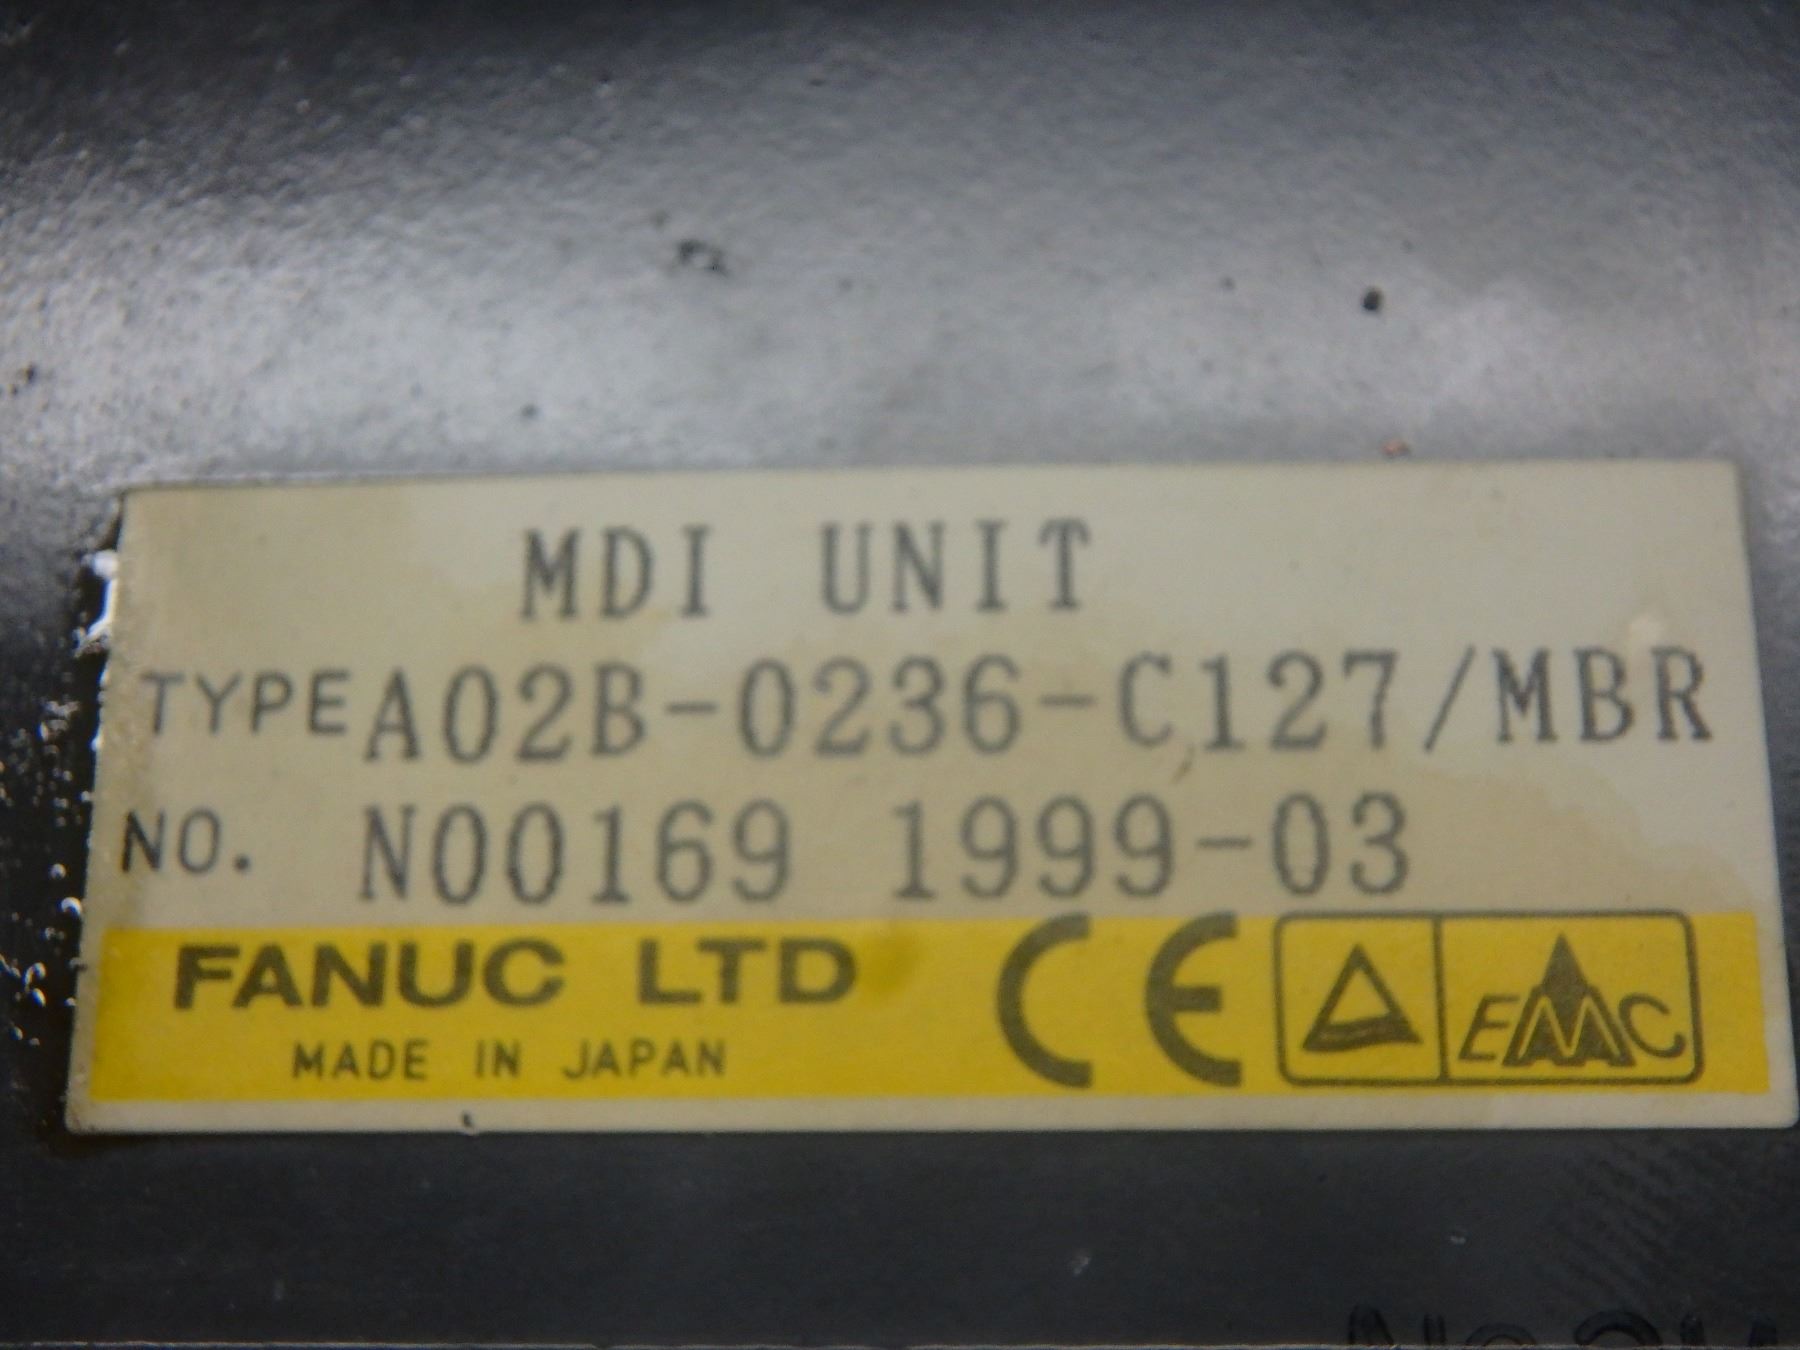 MDI UNIT
TYPE A02B-0236-C127/MBR
NO. N00169 1999-03
FANUC LTD
MADE IN JAPAN
CE
EMC